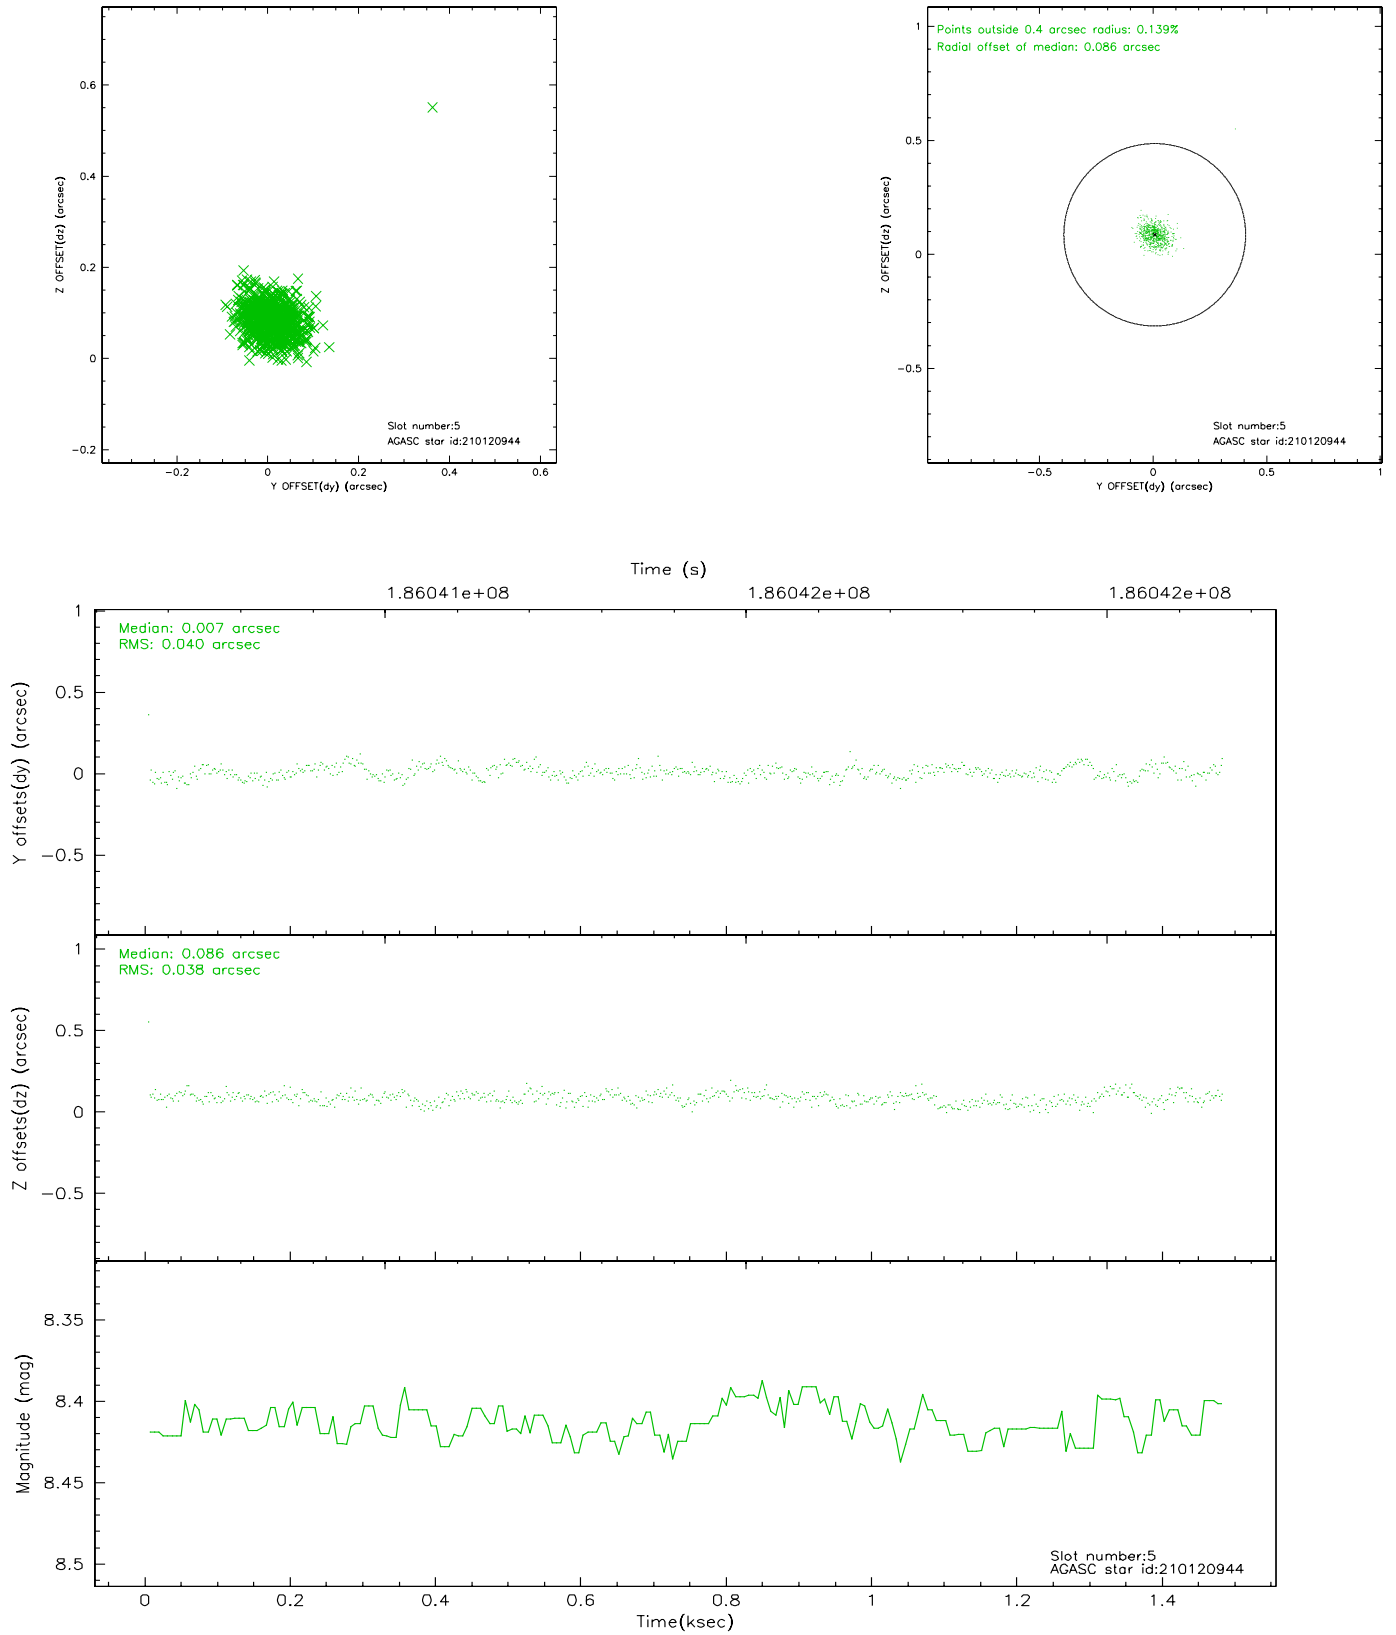 0.6
0.4
0.2
0
−0.2
Z OFFSET(dz) (arcsec)
Slot number:5
AGASC star id:210120944
−0.2
0
0.2
0.4
0.6
Y OFFSET(dy) (arcsec)
Points outside 0.4 arcsec radius: 0.139%
Radial offset of median: 0.086 arcsec
1
0.5
0
−0.5
Z OFFSET(dz) (arcsec)
Slot number:5
AGASC star id:210120944
−0.5
0
0.5
1
Y OFFSET(dy) (arcsec)
Time (s)
1.86041e+08
1.86042e+08
1.86042e+08
Median: 0.007 arcsec
RMS: 0.040 arcsec
1
0.5
0
−0.5
Y offsets(dy) (arcsec)
Median: 0.086 arcsec
RMS: 0.038 arcsec
1
0.5
0
−0.5
Z offsets(dz) (arcsec)
8.35
8.4
8.45
8.5
Magnitude (mag)
Slot number:5
AGASC star id:210120944
0
0.2
0.4
0.6
0.8
1
1.2
1.4
Time(ksec)